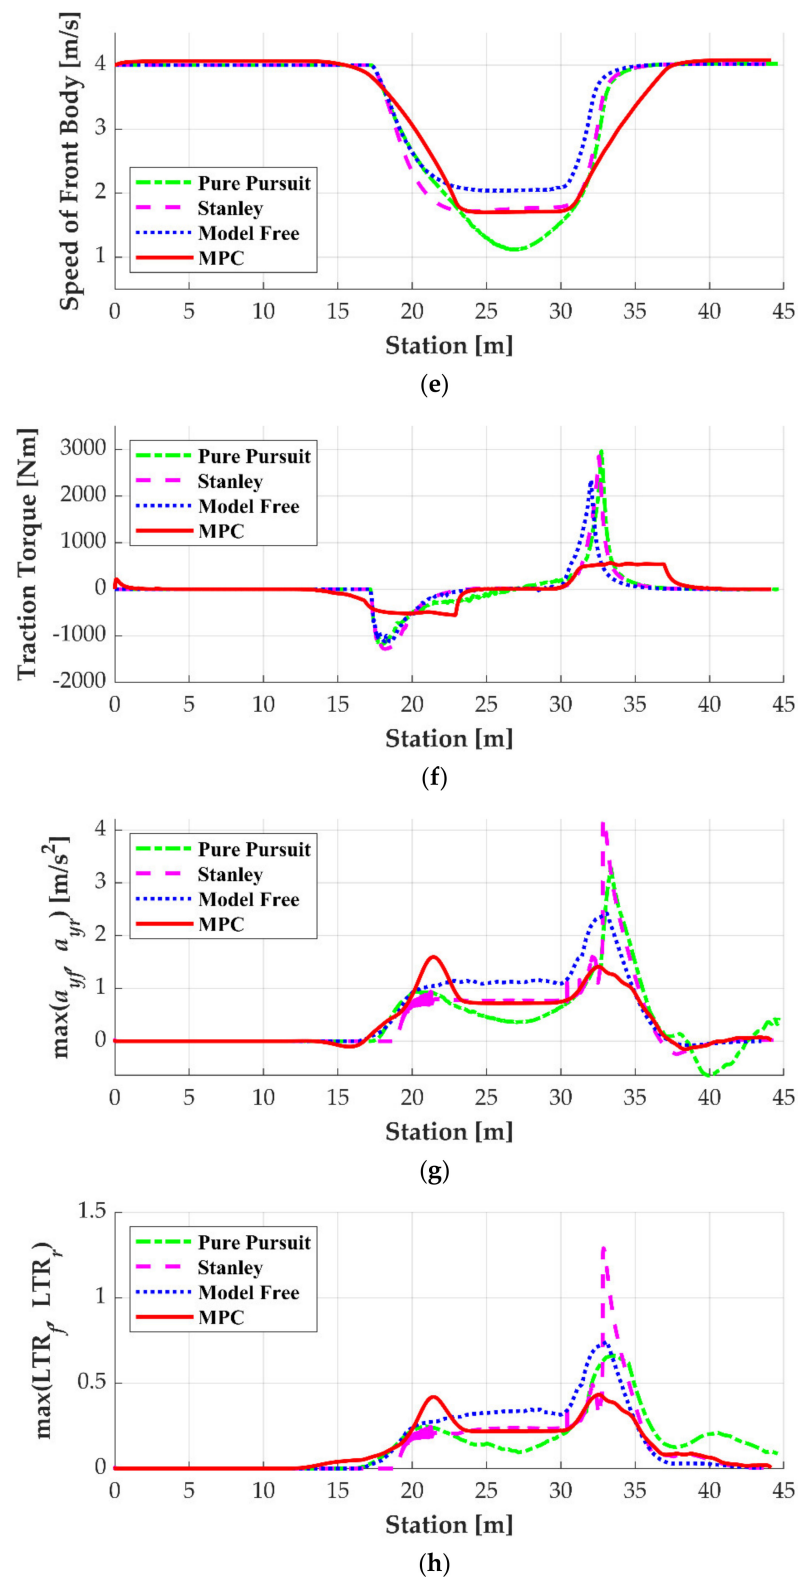 Speed of Front Body [m/s]
4
3
2
1
Pure Pursuit
Stanley
Model Free
MPC
0 5 10 15 20 25 30 35 40 45
Station [m]
(e)
Traction Torque [Nm]
3000
2000
1000
0
-1000
-2000
Pure Pursuit
Stanley
Model Free
MPC
0 5 10 15 20 25 30 35 40 45
Station [m]
(f)
max(a_yf, a_yr) [m/s²]
4
3
2
1
0
Pure Pursuit
Stanley
Model Free
MPC
0 5 10 15 20 25 30 35 40 45
Station [m]
(g)
max(LTR_f, LTR_r)
1.5
1
0.5
0
Pure Pursuit
Stanley
Model Free
MPC
0 5 10 15 20 25 30 35 40 45
Station [m]
(h)